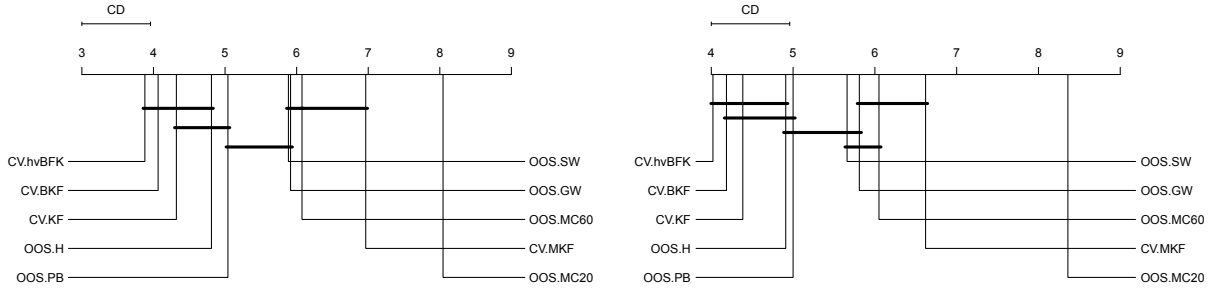 CD
3 4 5 6 7 8 9
CV.hvBFK
CV.BKF
CV.KF
OOS.H
OOS.PB
OOS.SW
OOS.GW
OOS.MC60
CV.MKF
OOS.MC20
CD
4 5 6 7 8 9
CV.hvBFK
CV.BKF
CV.KF
OOS.H
OOS.PB
OOS.SW
OOS.GW
OOS.MC60
CV.MKF
OOS.MC20